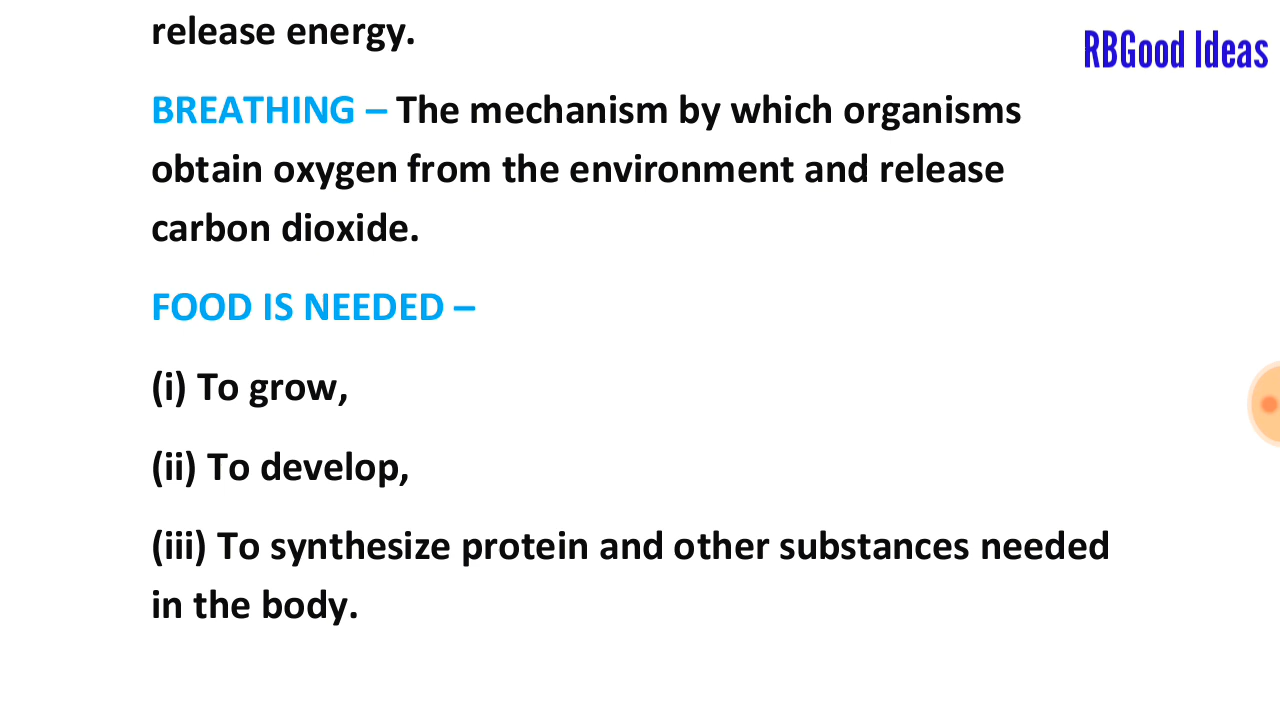 release energy.
RBGood Ideas
BREATHING – The mechanism by which organisms
obtain oxygen from the environment and release
carbon dioxide.
FOOD IS NEEDED –
(i) To grow,
(ii) To develop,
(iii) To synthesize protein and other substances needed
in the body.